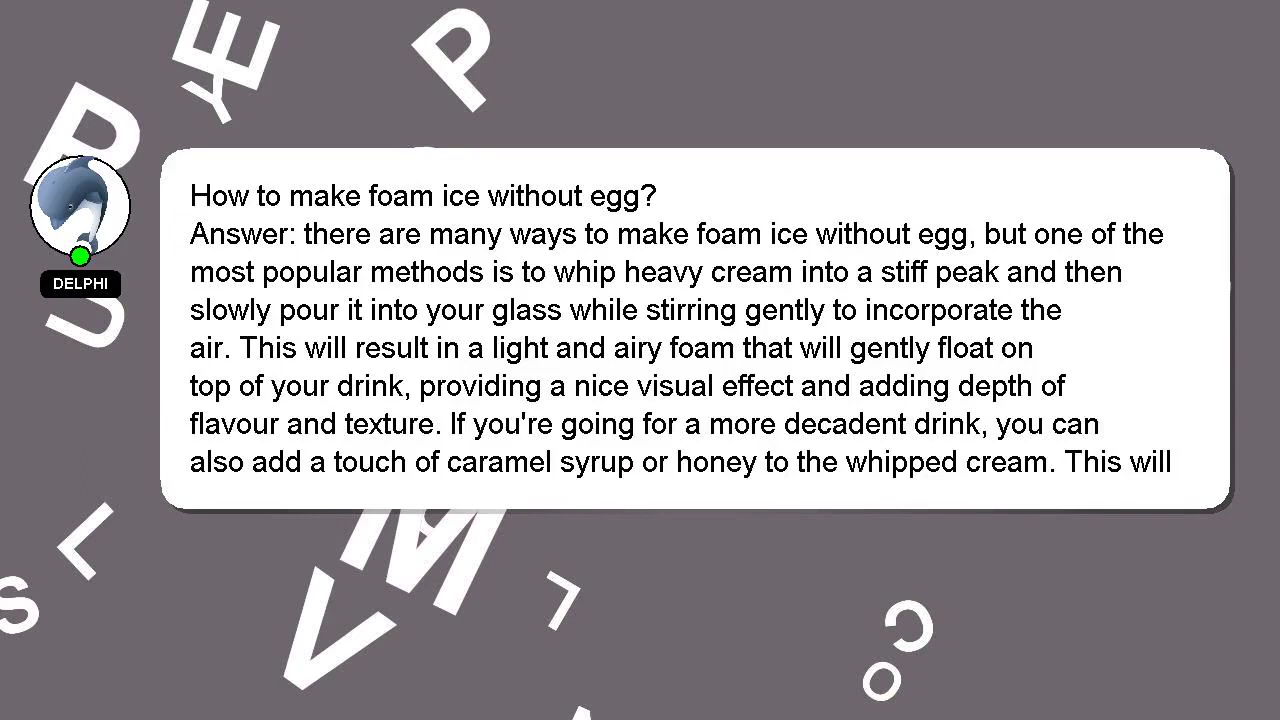 How to make foam ice without egg?
Answer: there are many ways to make foam ice without egg, but one of the
most popular methods is to whip heavy cream into a stiff peak and then
slowly pour it into your glass while stirring gently to incorporate the
air. This will result in a light and airy foam that will gently float on
top of your drink, providing a nice visual effect and adding depth of
flavour and texture. If you're going for a more decadent drink, you can
also add a touch of caramel syrup or honey to the whipped cream. This will
DELPHI
E
Y
P
D
U
L
S
M
V
L
C
O